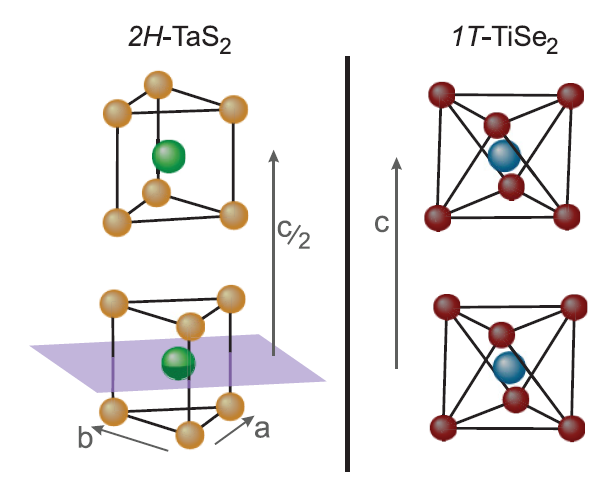 2H-TaS₂
1T-TiSe₂
c/2
c
b
a